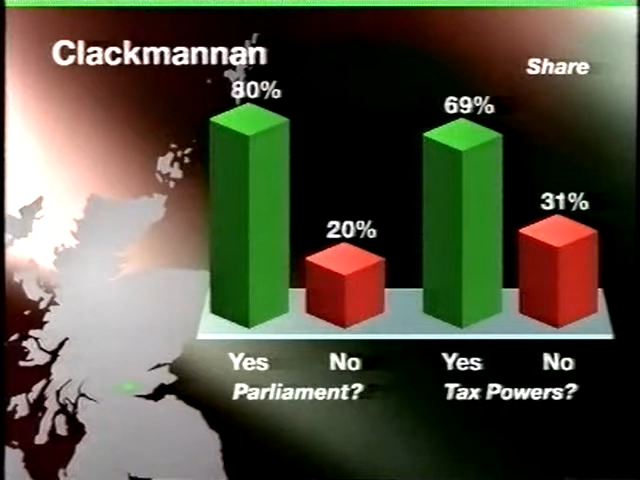 Clackmannan
Share
80%
69%
20%
31%
Yes
No
Yes
No
Parliament?
Tax Powers?